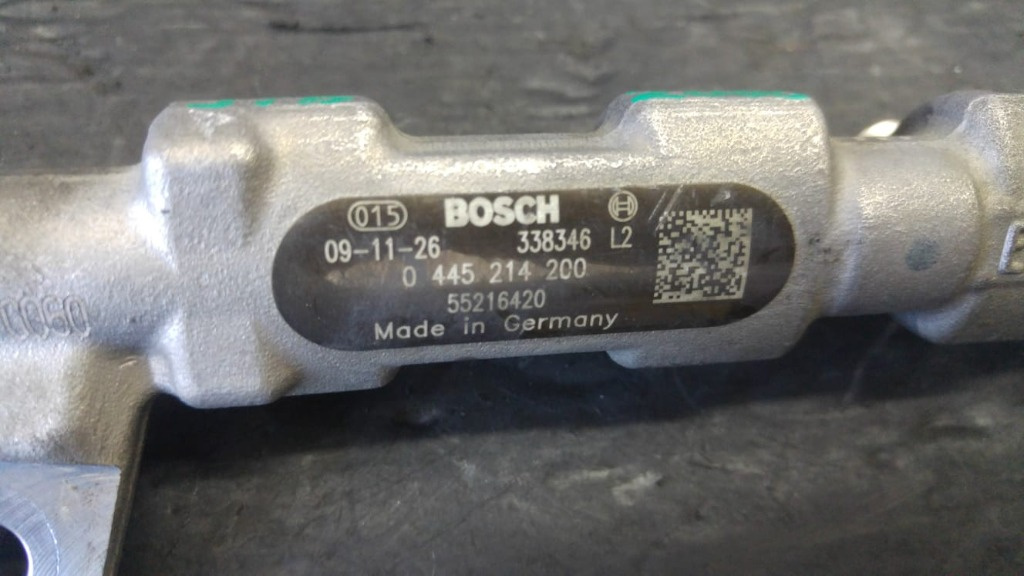 015 BOSCH
09-11-26 338346 L2
0 445 214 200
55216420
Made in Germany